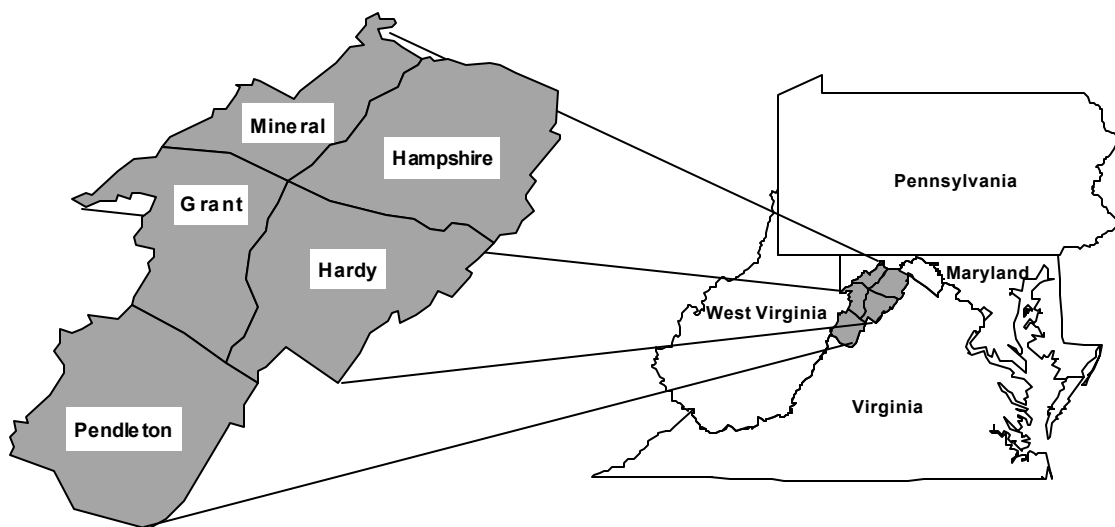 Mineral
Hampshire
Grant
Hardy
Pendleton
Pennsylvania
Maryland
West Virginia
Virginia